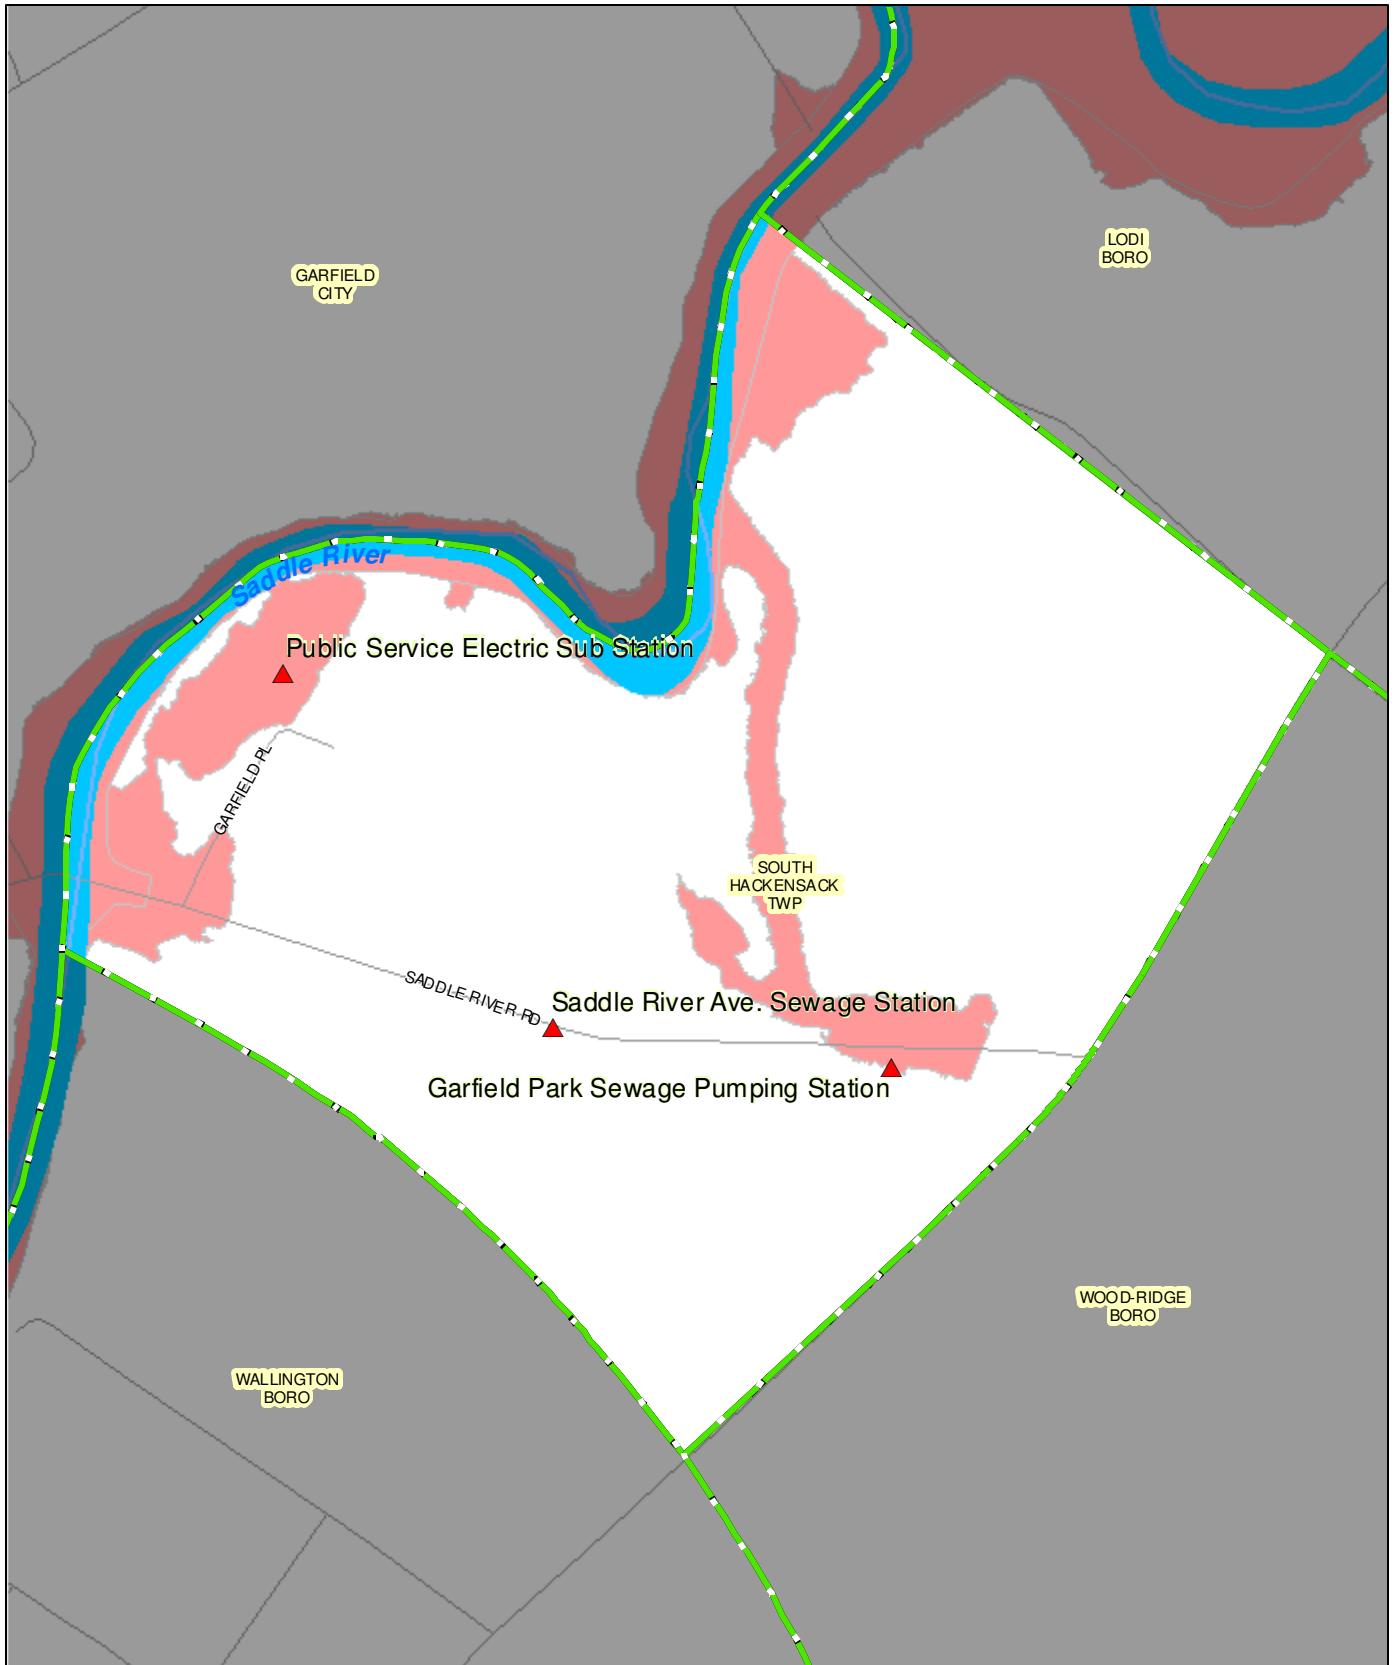 LODI
BORO
GARFIELD
CITY
Saddle River
Public Service Electric Sub Station
GARFIELD PL
SOUTH
HACKENSACK
TWP
SADDLE RIVER RD
Saddle River Ave. Sewage Station
Garfield Park Sewage Pumping Station
WOOD-RIDGE
BORO
WALLINGTON
BORO